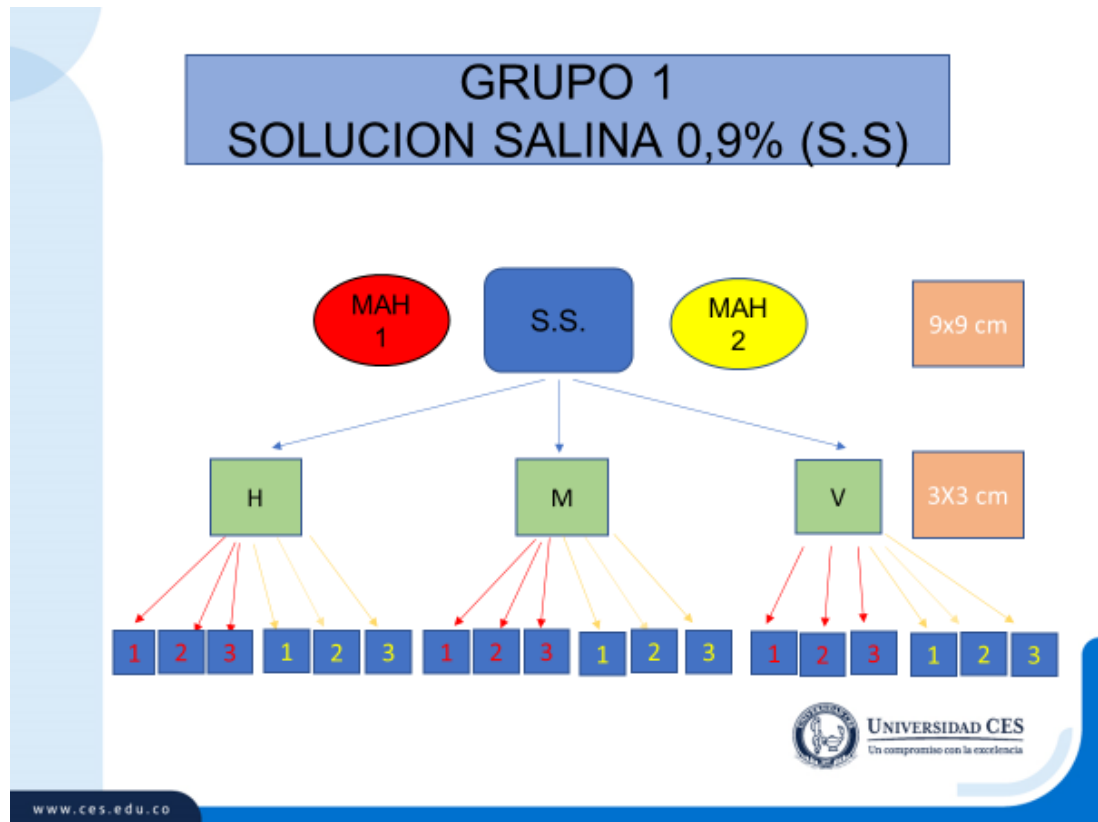 GRUPO 1
SOLUCION SALINA 0,9% (S.S)
MAH
1
S.S.
MAH
2
9x9 cm
H
M
V
3X3 cm
1 2 3 1 2 3 1 2 3 1 2 3 1 2 3 1 2 3
UNIVERSIDAD CES
Un compromiso con la excelencia
www.ces.edu.co